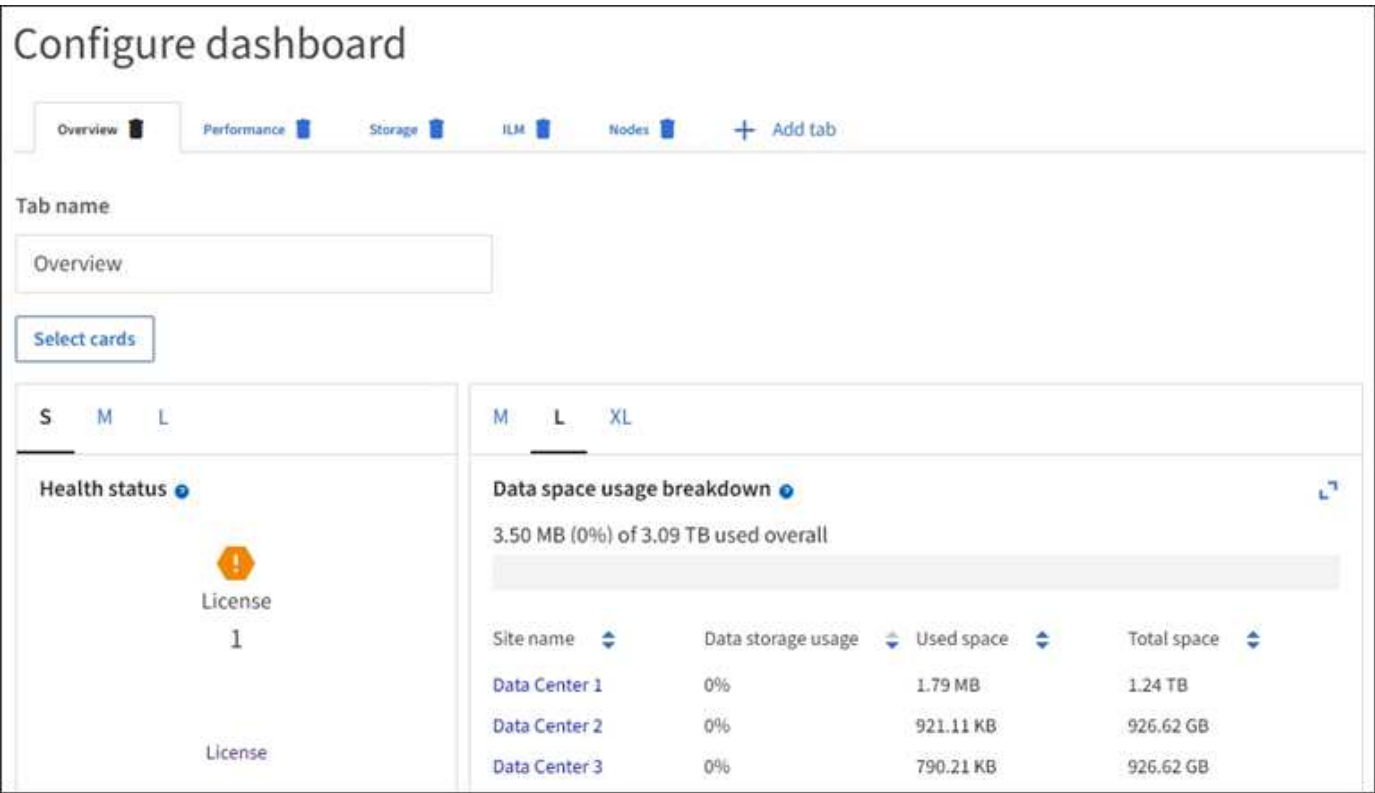 Configure dashboard
Overview Performance Storage ILM Nodes + Add tab
Tab name
Overview
Select cards
S M L
Health status ?
!
License
1
License
M L XL
Data space usage breakdown ?
3.50 MB (0%) of 3.09 TB used overall
Site name Data storage usage Used space Total space
Data Center 1 0% 1.79 MB 1.24 TB
Data Center 2 0% 921.11 KB 926.62 GB
Data Center 3 0% 790.21 KB 926.62 GB